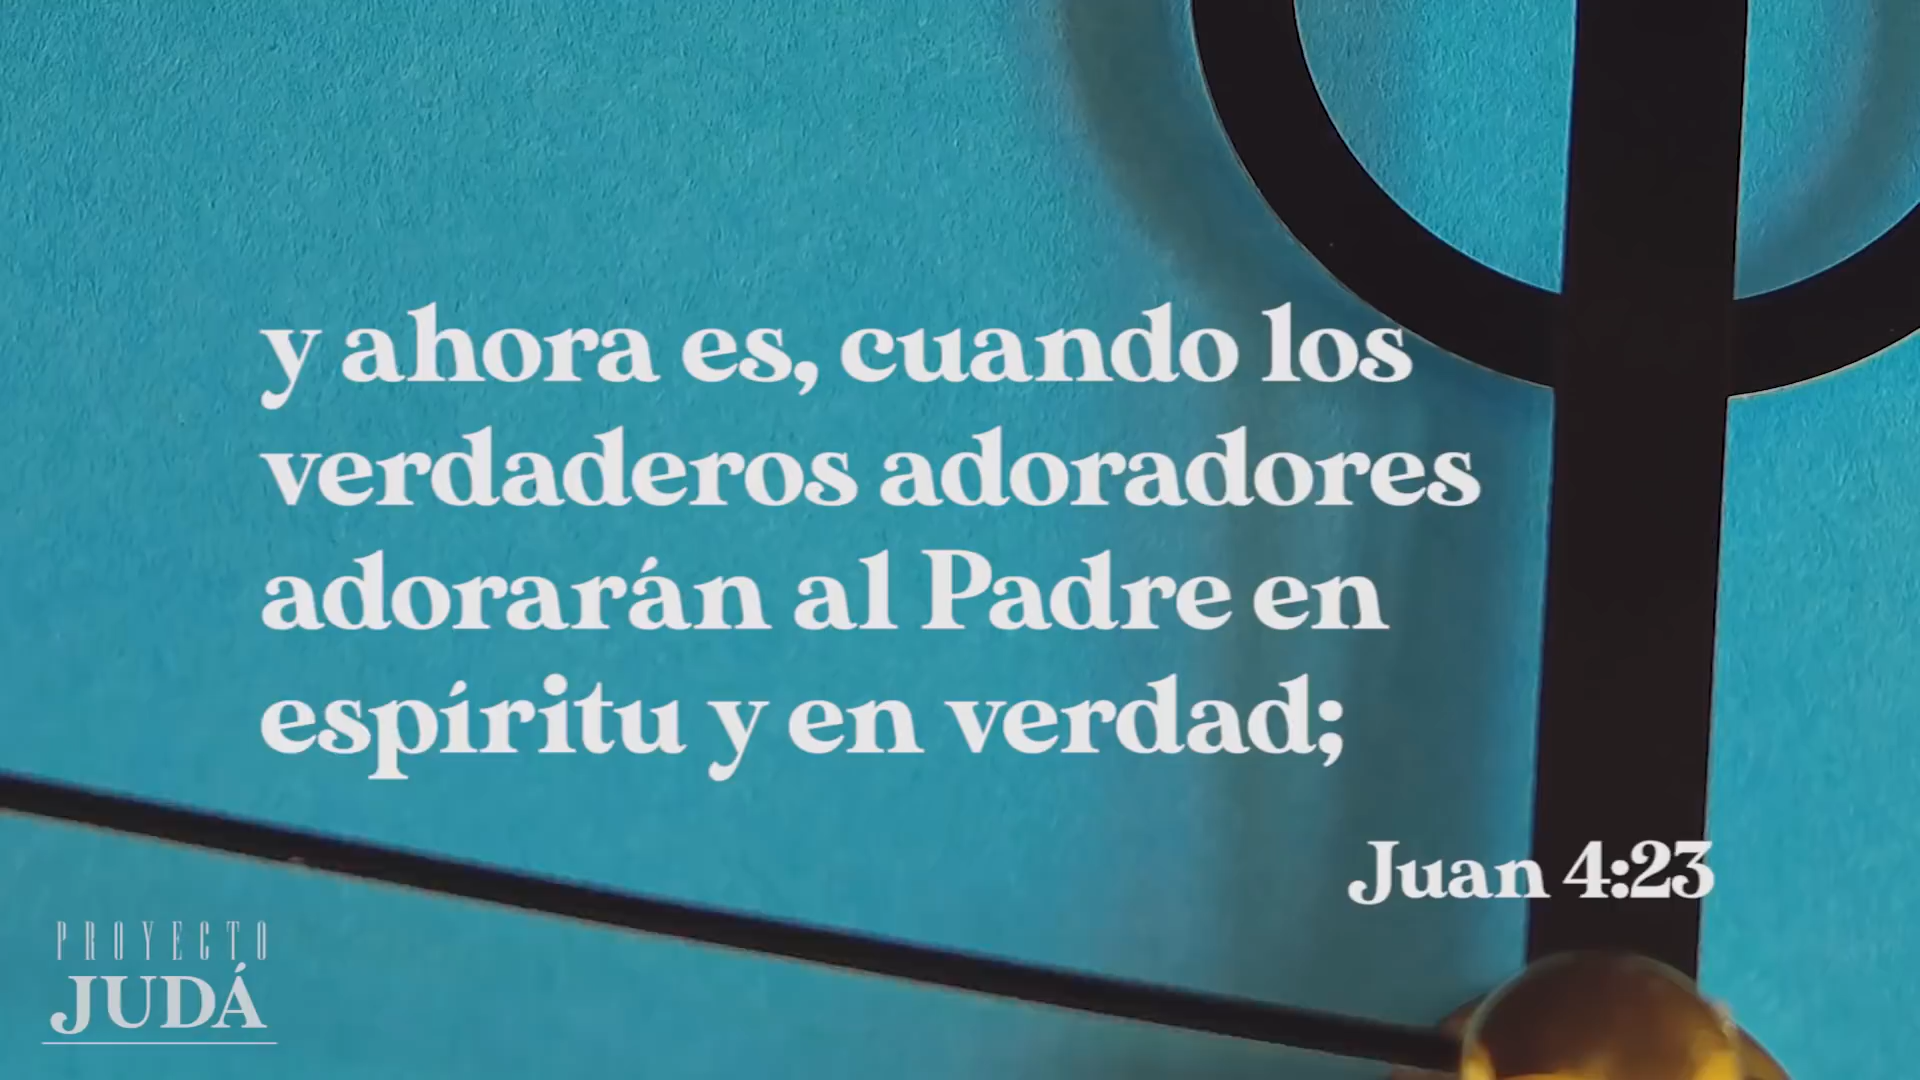 y ahora es, cuando los
verdaderos adoradores
adorarán al Padre en
espíritu y en verdad;
Juan 4:23
PROYECTO
JUDÁ